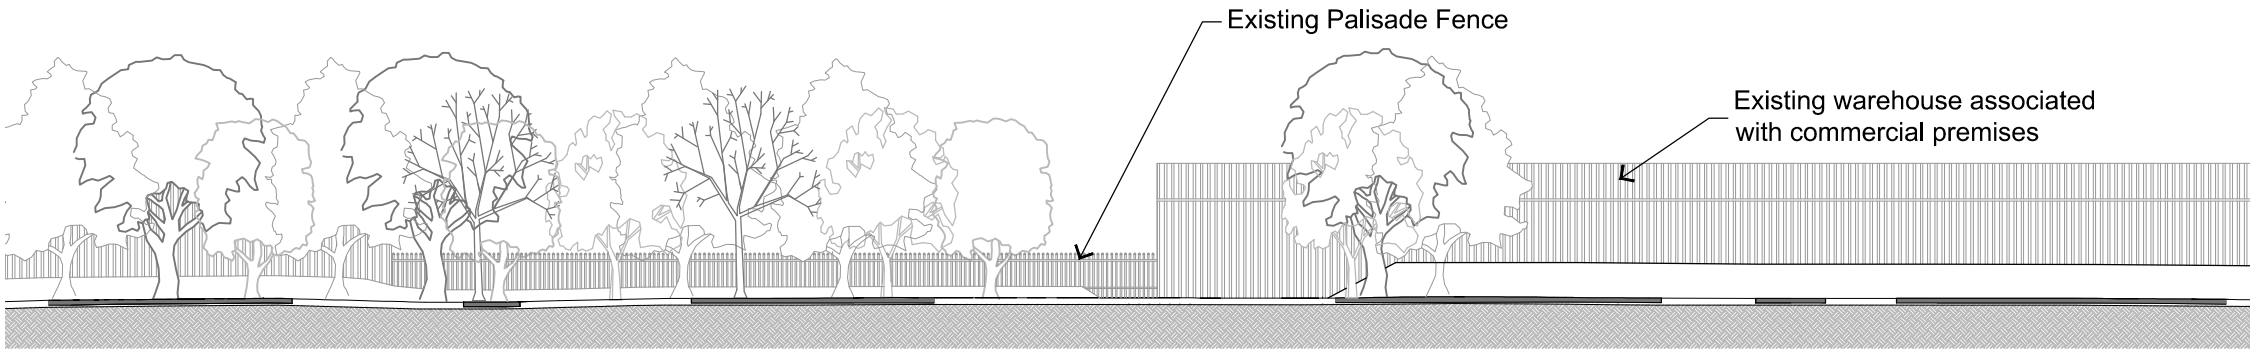 Existing Palisade Fence
Existing warehouse associated
with commercial premises